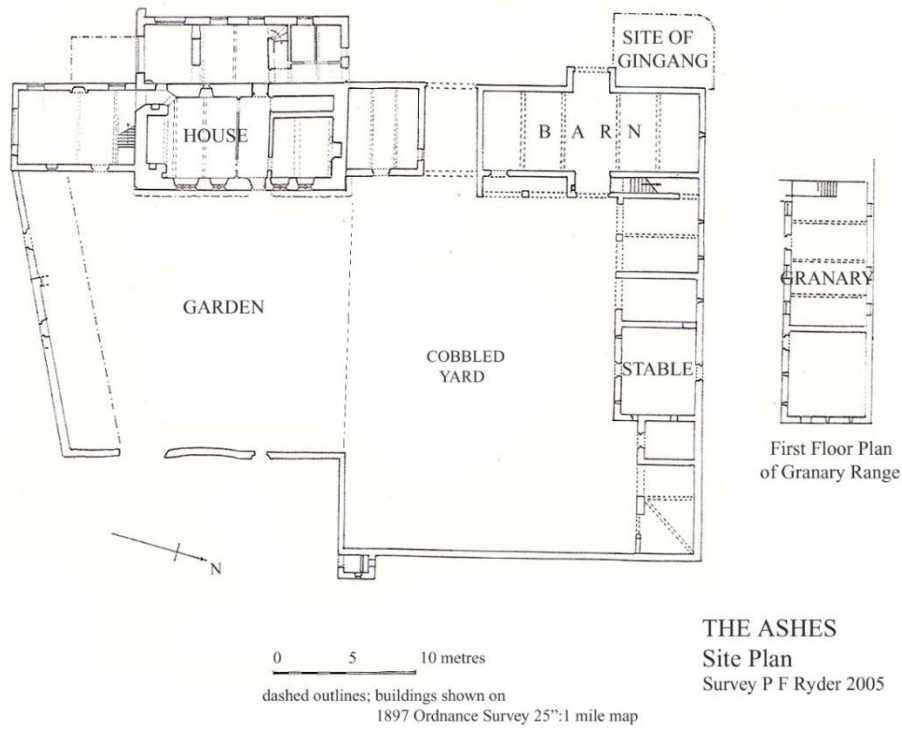 SITE OF
GINGANG
HOUSE
BARN
GRANARY
GARDEN
COBBLED
YARD
STABLE
First Floor Plan
of Granary Range
N
0 5 10 metres
dashed outlines; buildings shown on
1897 Ordnance Survey 25”:1 mile map
THE ASHES
Site Plan
Survey P F Ryder 2005